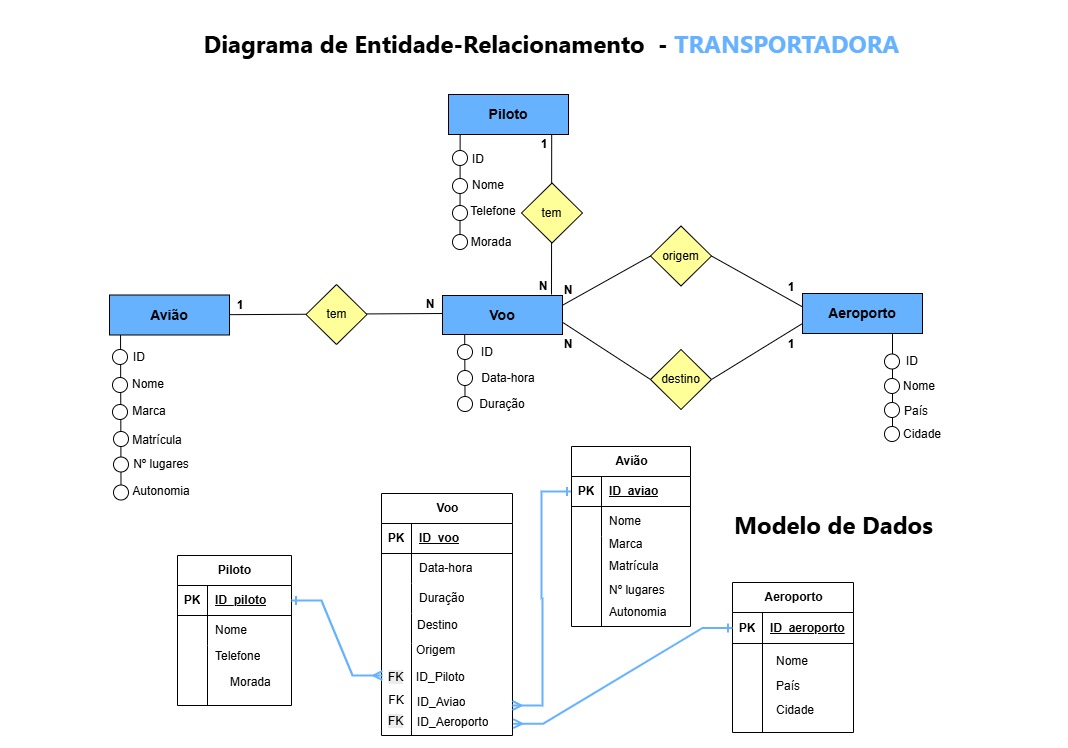 Diagrama de Entidade-Relacionamento - TRANSPORTADORA
Piloto
1
ID
Nome
Telefone
Morada
tem
N
Avião
1
tem
N
Voo
N
origem
1
N
destino
1
Aeroporto
ID
Nome
Marca
Matrícula
Nº lugares
Autonomia
ID
Data-hora
Duração
ID
Nome
País
Cidade
Modelo de Dados
Piloto
PK ID_piloto
Nome
Telefone
Morada
Voo
PK ID_voo
Data-hora
Duração
Destino
Origem
FK ID_Piloto
FK ID_Aviao
FK ID_Aeroporto
Avião
PK ID_aviao
Nome
Marca
Matrícula
Nº lugares
Autonomia
Aeroporto
PK ID_aeroporto
Nome
País
Cidade